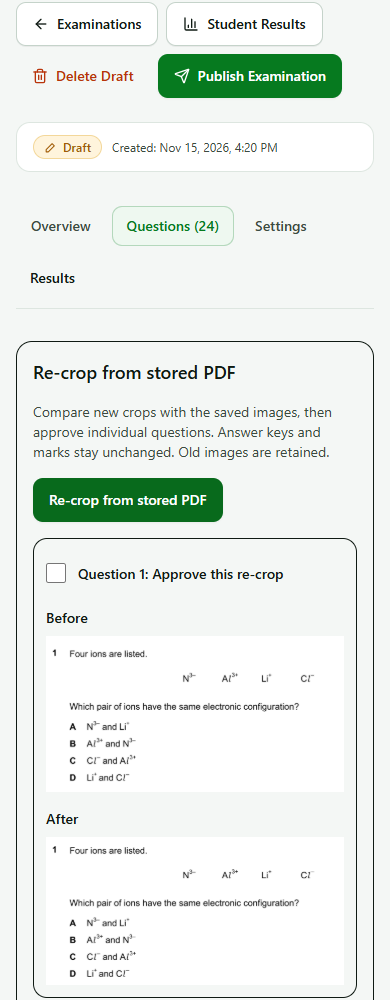 Examinations
Student Results
Delete Draft
Publish Examination
Draft
Created: Nov 15, 2026, 4:20 PM
Overview
Questions (24)
Settings
Results
Re-crop from stored PDF
Compare new crops with the saved images, then
approve individual questions. Answer keys and
marks stay unchanged. Old images are retained.
Re-crop from stored PDF
Question 1: Approve this re-crop
Before
1 Four ions are listed.
N³⁻ Al³⁺ Li⁺ Cl⁻
Which pair of ions have the same electronic configuration?
A N³⁻ and Li⁺
B Al³⁺ and N³⁻
C Cl⁻ and Al³⁺
D Li⁺ and Cl⁻
After
1 Four ions are listed.
N³⁻ Al³⁺ Li⁺ Cl⁻
Which pair of ions have the same electronic configuration?
A N³⁻ and Li⁺
B Al³⁺ and N³⁻
C Cl⁻ and Al³⁺
D Li⁺ and Cl⁻